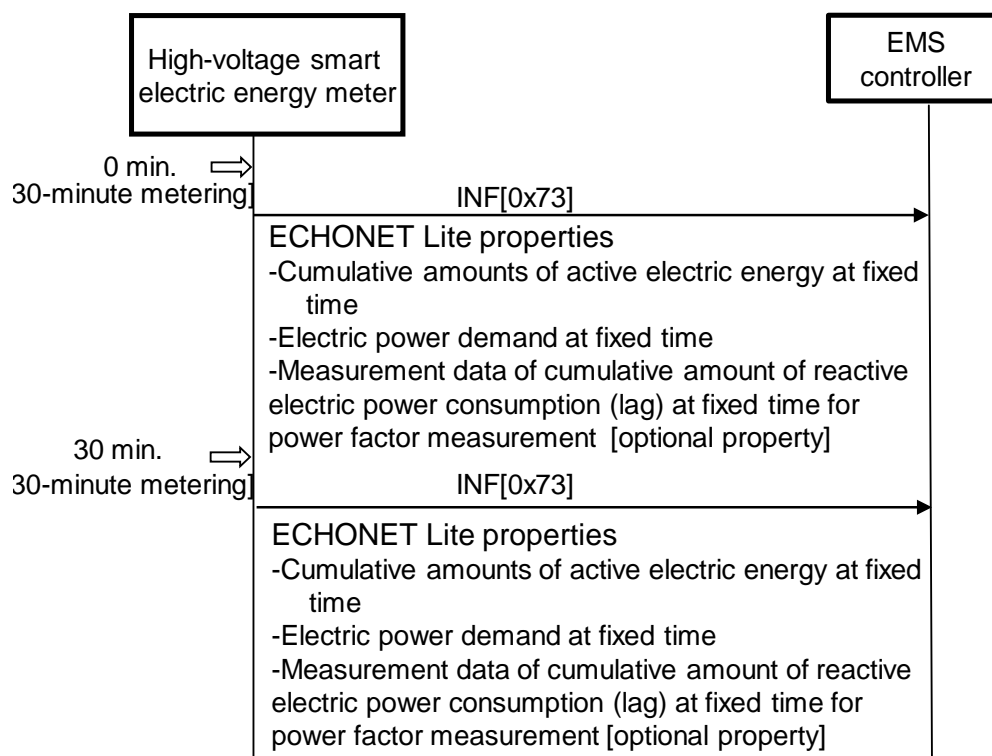 High-voltage smart
electric energy meter
EMS
controller
0 min.
30-minute metering]
INF[0x73]
ECHONET Lite properties
-Cumulative amounts of active electric energy at fixed
time
-Electric power demand at fixed time
-Measurement data of cumulative amount of reactive
electric power consumption (lag) at fixed time for
power factor measurement [optional property]
30 min.
30-minute metering]
INF[0x73]
ECHONET Lite properties
-Cumulative amounts of active electric energy at fixed
time
-Electric power demand at fixed time
-Measurement data of cumulative amount of reactive
electric power consumption (lag) at fixed time for
power factor measurement [optional property]